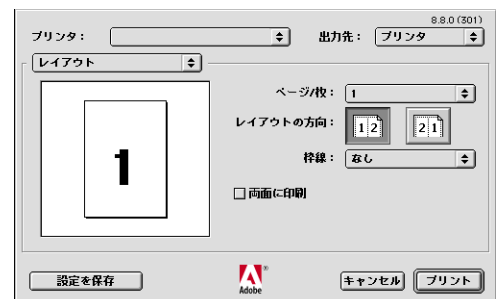 8.8.0 (301)
プリンタ： 出力先： プリンタ
レイアウト
ページ/枚： 1
レイアウトの方向： 1 2 2 1
1
枠線： なし
両面に印刷
設定を保存 Adobe キャンセル プリント